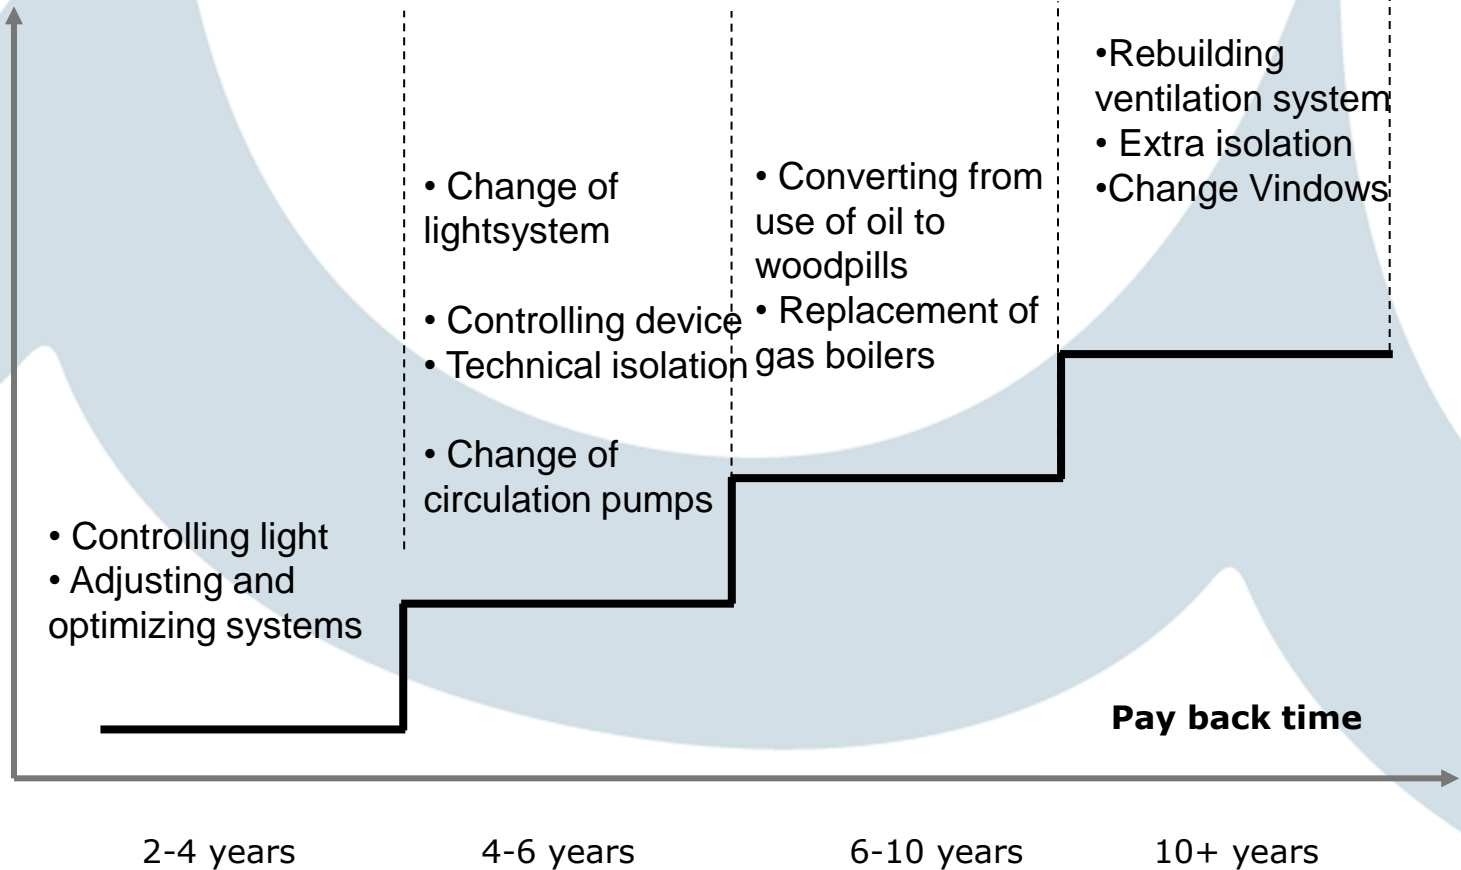 • Controlling light
• Adjusting and
optimizing systems
• Change of
lightsystem
• Controlling device
• Technical isolation
• Change of
circulation pumps
• Converting from
use of oil to
woodpills
• Replacement of
gas boilers
•Rebuilding
ventilation system
• Extra isolation
•Change Vindows
Pay back time
2-4 years
4-6 years
6-10 years
10+ years